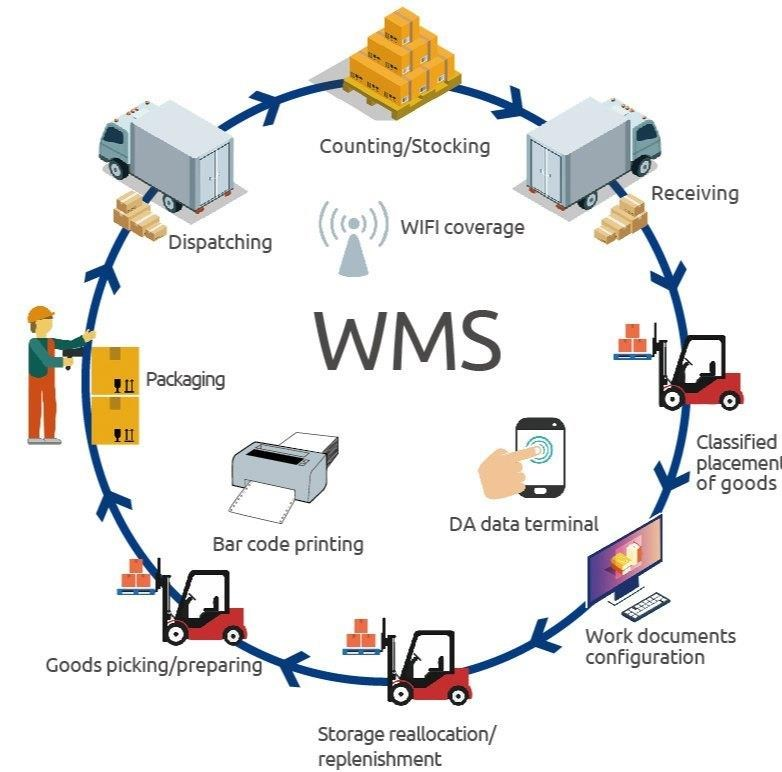 Counting/Stocking
Receiving
Dispatching
WIFI coverage
WMS
Packaging
Classified
placement
of goods
DA data terminal
Bar code printing
Work documents
configuration
Goods picking/preparing
Storage reallocation/
replenishment